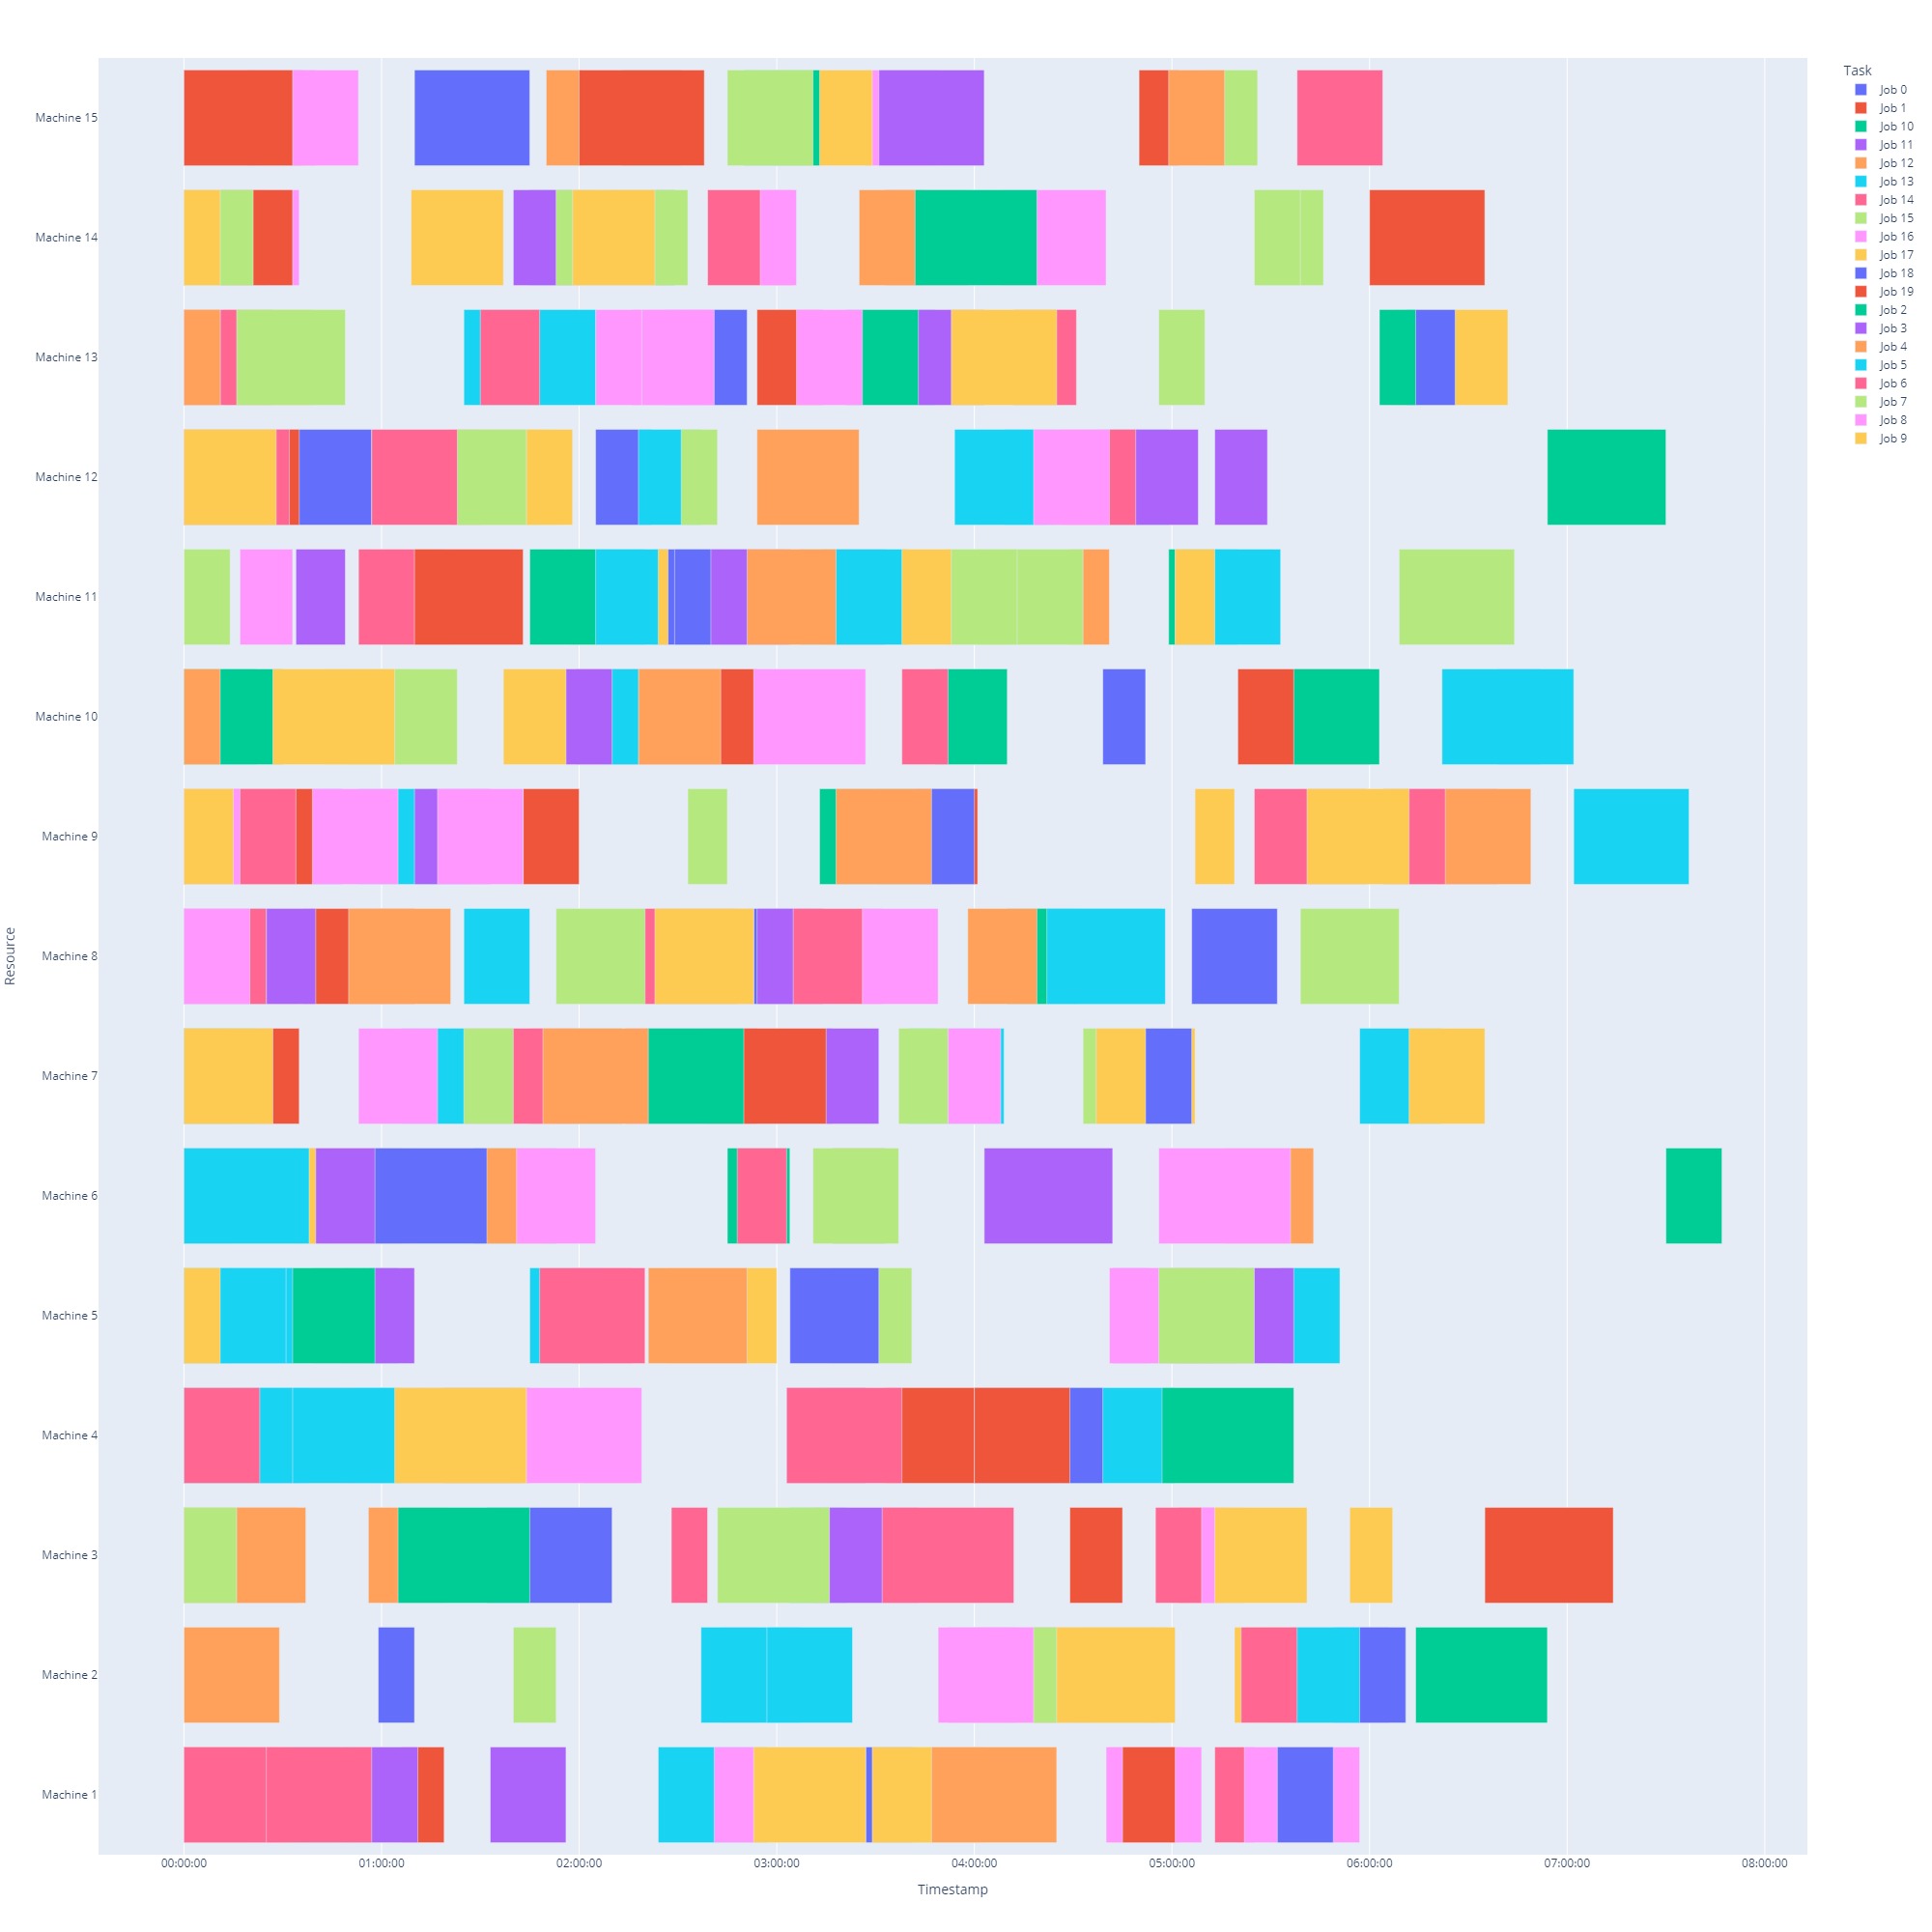 Task
Job 0
Job 1
Job 10
Job 11
Job 12
Job 13
Job 14
Job 15
Job 16
Job 17
Job 18
Job 19
Job 2
Job 3
Job 4
Job 5
Job 6
Job 7
Job 8
Job 9
Machine 15
Machine 14
Machine 13
Machine 12
Machine 11
Machine 10
Machine 9
Machine 8
Machine 7
Machine 6
Machine 5
Machine 4
Machine 3
Machine 2
Machine 1
Resource
00:00:00
01:00:00
02:00:00
03:00:00
04:00:00
05:00:00
06:00:00
07:00:00
08:00:00
Timestamp